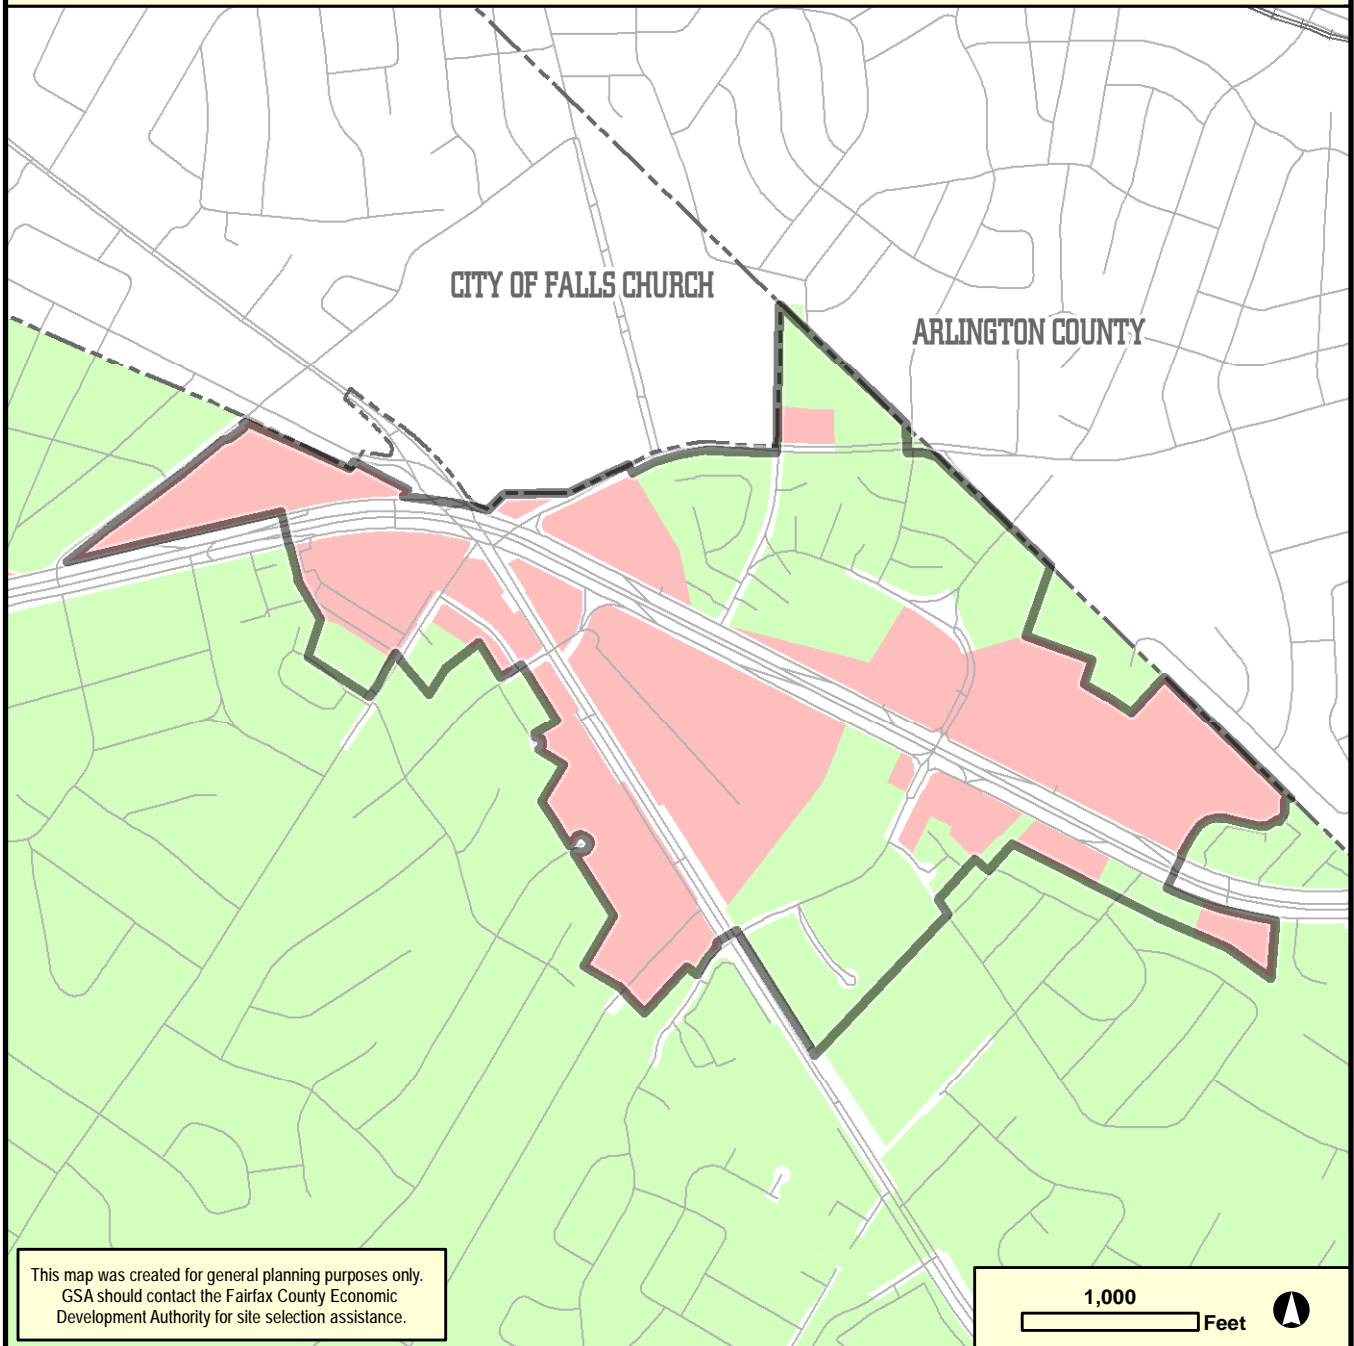 CITY OF FALLS CHURCH
ARLINGTON COUNTY
This map was created for general planning purposes only.
GSA should contact the Fairfax County Economic
Development Authority for site selection assistance.
1,000
Feet